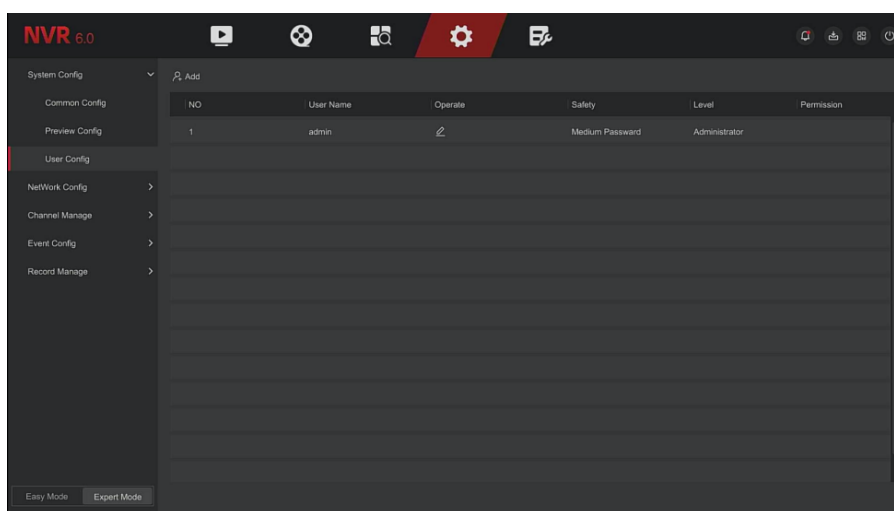 NVR 6.0
System Config
Add
Common Config
NO User Name Operate Safety Level Permission
Preview Config
1 admin Medium Passward Administrator
User Config
NetWork Config
Channel Manage
Event Config
Record Manage
Easy Mode Expert Mode